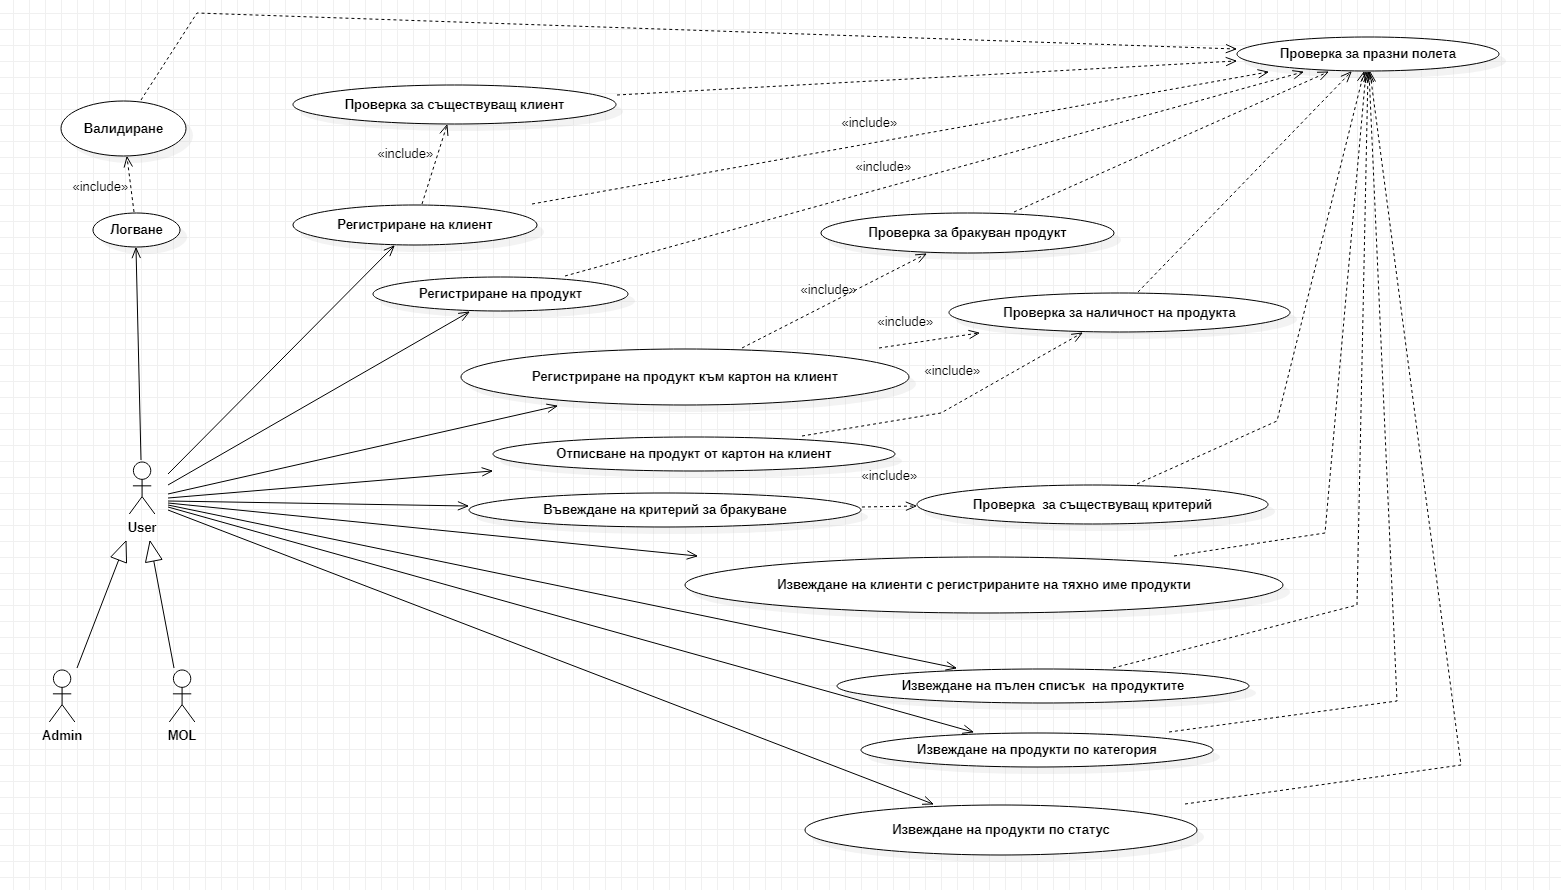 Проверка за празни полета
Проверка за съществуващ клиент
Валидиране
«include»
«include»
«include»
«include»
Регистриране на клиент
Логване
Проверка за бракуван продукт
Регистриране на продукт
«include»
Проверка за наличност на продукта
«include»
«include»
Регистриране на продукт към картон на клиент
Отписване на продукт от картон на клиент
«include»
Въвеждане на критерий за бракуване
Проверка  за съществуващ критерий
User
Извеждане на клиенти с регистрираните на тяхно име продукти
Извеждане на пълен списък  на продуктите
Admin
MOL
Извеждане на продукти по категория
Извеждане на продукти по статус